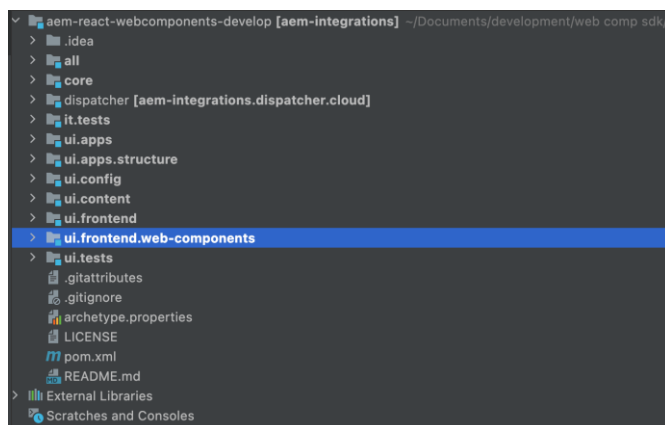 aem-react-webcomponents-develop [aem-integrations] ~/Documents/development/web comp sdk/
.idea
all
core
dispatcher [aem-integrations.dispatcher.cloud]
it.tests
ui.apps
ui.apps.structure
ui.config
ui.content
ui.frontend
ui.frontend.web-components
ui.tests
.gitattributes
.gitignore
archetype.properties
LICENSE
m pom.xml
README.md
External Libraries
Scratches and Consoles